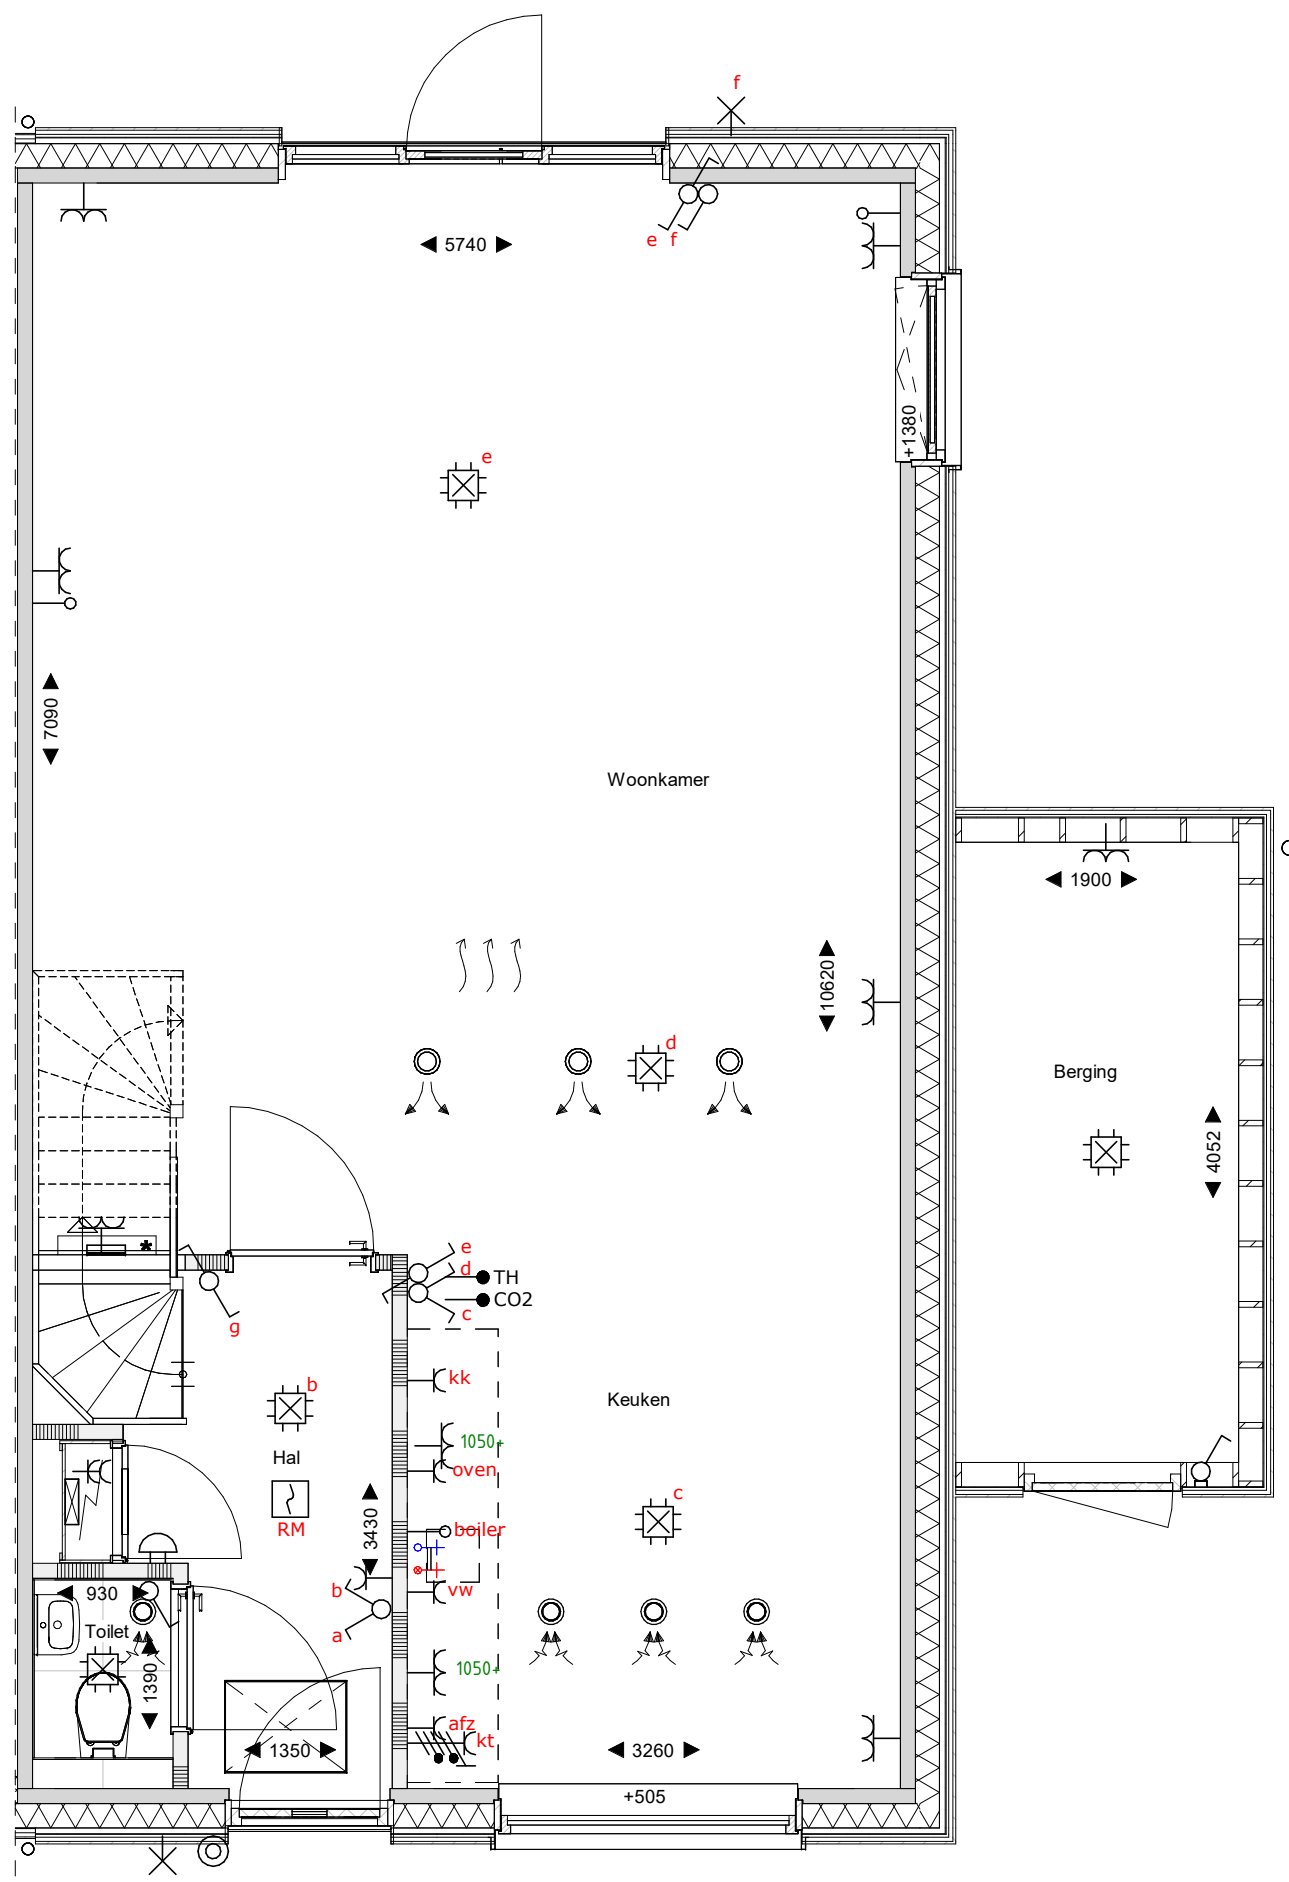 f
e f
5740
+1380
e
7090
Woonkamer
1900
10620
d
Berging
4052
*
e
d
TH
CO2
c
g
kk
b
Keuken
1050+
Hal
oven
c
RM
3430
boiler
930
b
vw
Toilet
a
1390
1050+
afz
kt
1350
3260
+505